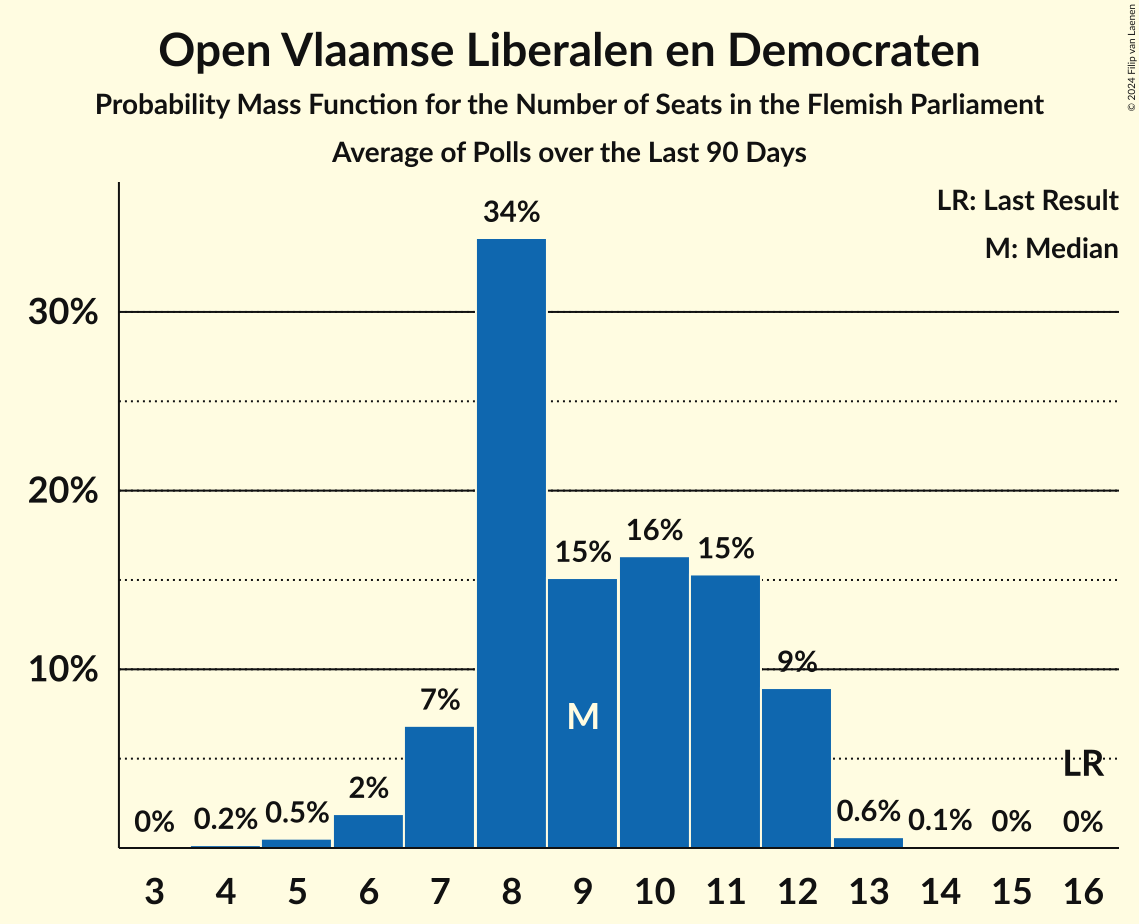 Open Vlaamse Liberalen en Democraten
Probability Mass Function for the Number of Seats in the Flemish Parliament
Average of Polls over the Last 90 Days
© 2024 Filip van Laenen
LR: Last Result
M: Median
34%
30%
20%
16%
15%
15%
10%
9%
7%
M
LR
2%
0%
0.2%
0.5%
0.6%
0.1%
0%
0%
3 4 5 6 7 8 9 10 11 12 13 14 15 16